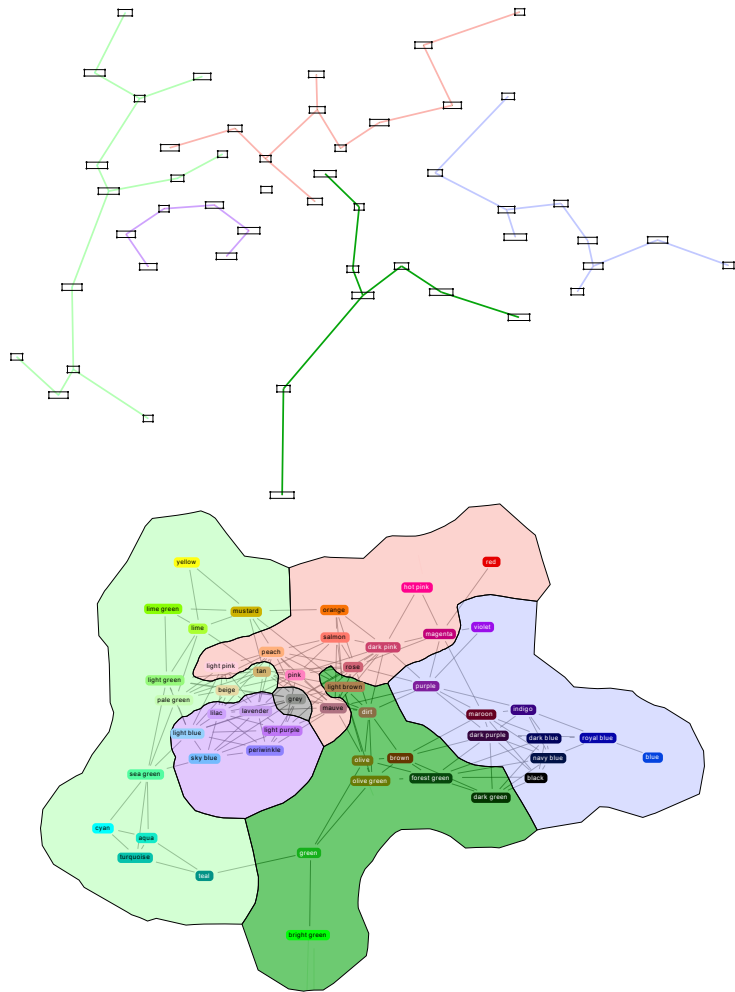 yellow
red
hot pink
lime green
mustard
orange
lime
violet
magenta
salmon
dark pink
peach
light pink
rose
tan
pink
light green
beige
light brown
purple
pale green
grey
mauve
dirt
lilac
lavender
maroon
indigo
light blue
light purple
dark purple
dark blue
royal blue
sky blue
periwinkle
olive
brown
navy blue
blue
sea green
olive green
forest green
black
dark green
cyan
aqua
turquoise
green
teal
bright green